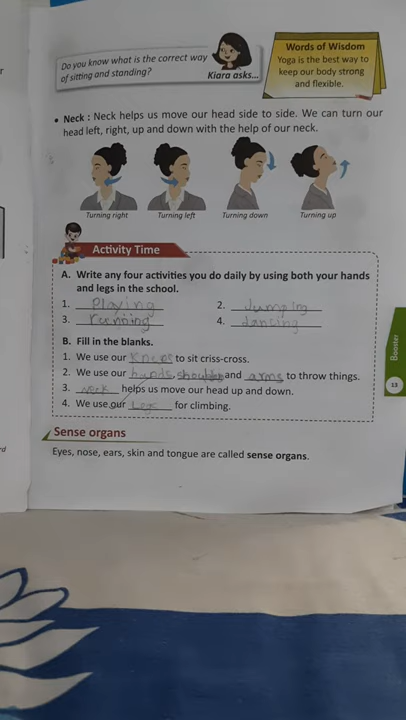 Do you know what is the correct way
of sitting and standing?
Kiara asks...
Words of Wisdom
Yoga is the best way to
keep our body strong
and flexible.
• Neck : Neck helps us move our head side to side. We can turn our
head left, right, up and down with the help of our neck.
Turning right Turning left Turning down Turning up
Activity Time
A. Write any four activities you do daily by using both your hands
and legs in the school.
1. Playing 2. Jumping
3. running 4. dancing
B. Fill in the blanks.
1. We use our knees to sit criss-cross.
2. We use our hands, shoulder and arms to throw things.
3. neck helps us move our head up and down.
4. We use our Legs for climbing.
Sense organs
Eyes, nose, ears, skin and tongue are called sense organs.
Booster
13
r
rd